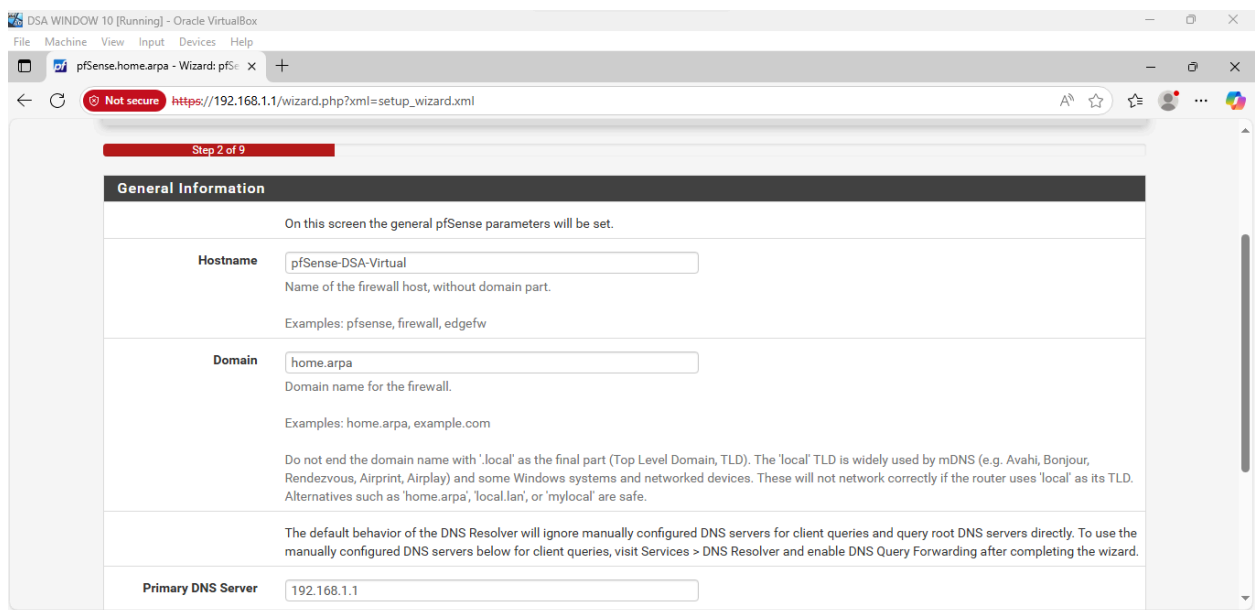 DSA WINDOW 10 [Running] - Oracle VirtualBox
File Machine View Input Devices Help
pfSense.home.arpa - Wizard: pfSe
Not secure https://192.168.1.1/wizard.php?xml=setup_wizard.xml
Step 2 of 9
General Information
On this screen the general pfSense parameters will be set.
Hostname pfSense-DSA-Virtual
Name of the firewall host, without domain part.
Examples: pfsense, firewall, edgefw
Domain home.arpa
Domain name for the firewall.
Examples: home.arpa, example.com
Do not end the domain name with '.local' as the final part (Top Level Domain, TLD). The 'local' TLD is widely used by mDNS (e.g. Avahi, Bonjour,
Rendezvous, Airprint, Airplay) and some Windows systems and networked devices. These will not network correctly if the router uses 'local' as its TLD.
Alternatives such as 'home.arpa', 'local.lan', or 'mylocal' are safe.
The default behavior of the DNS Resolver will ignore manually configured DNS servers for client queries and query root DNS servers directly. To use the
manually configured DNS servers below for client queries, visit Services > DNS Resolver and enable DNS Query Forwarding after completing the wizard.
Primary DNS Server 192.168.1.1